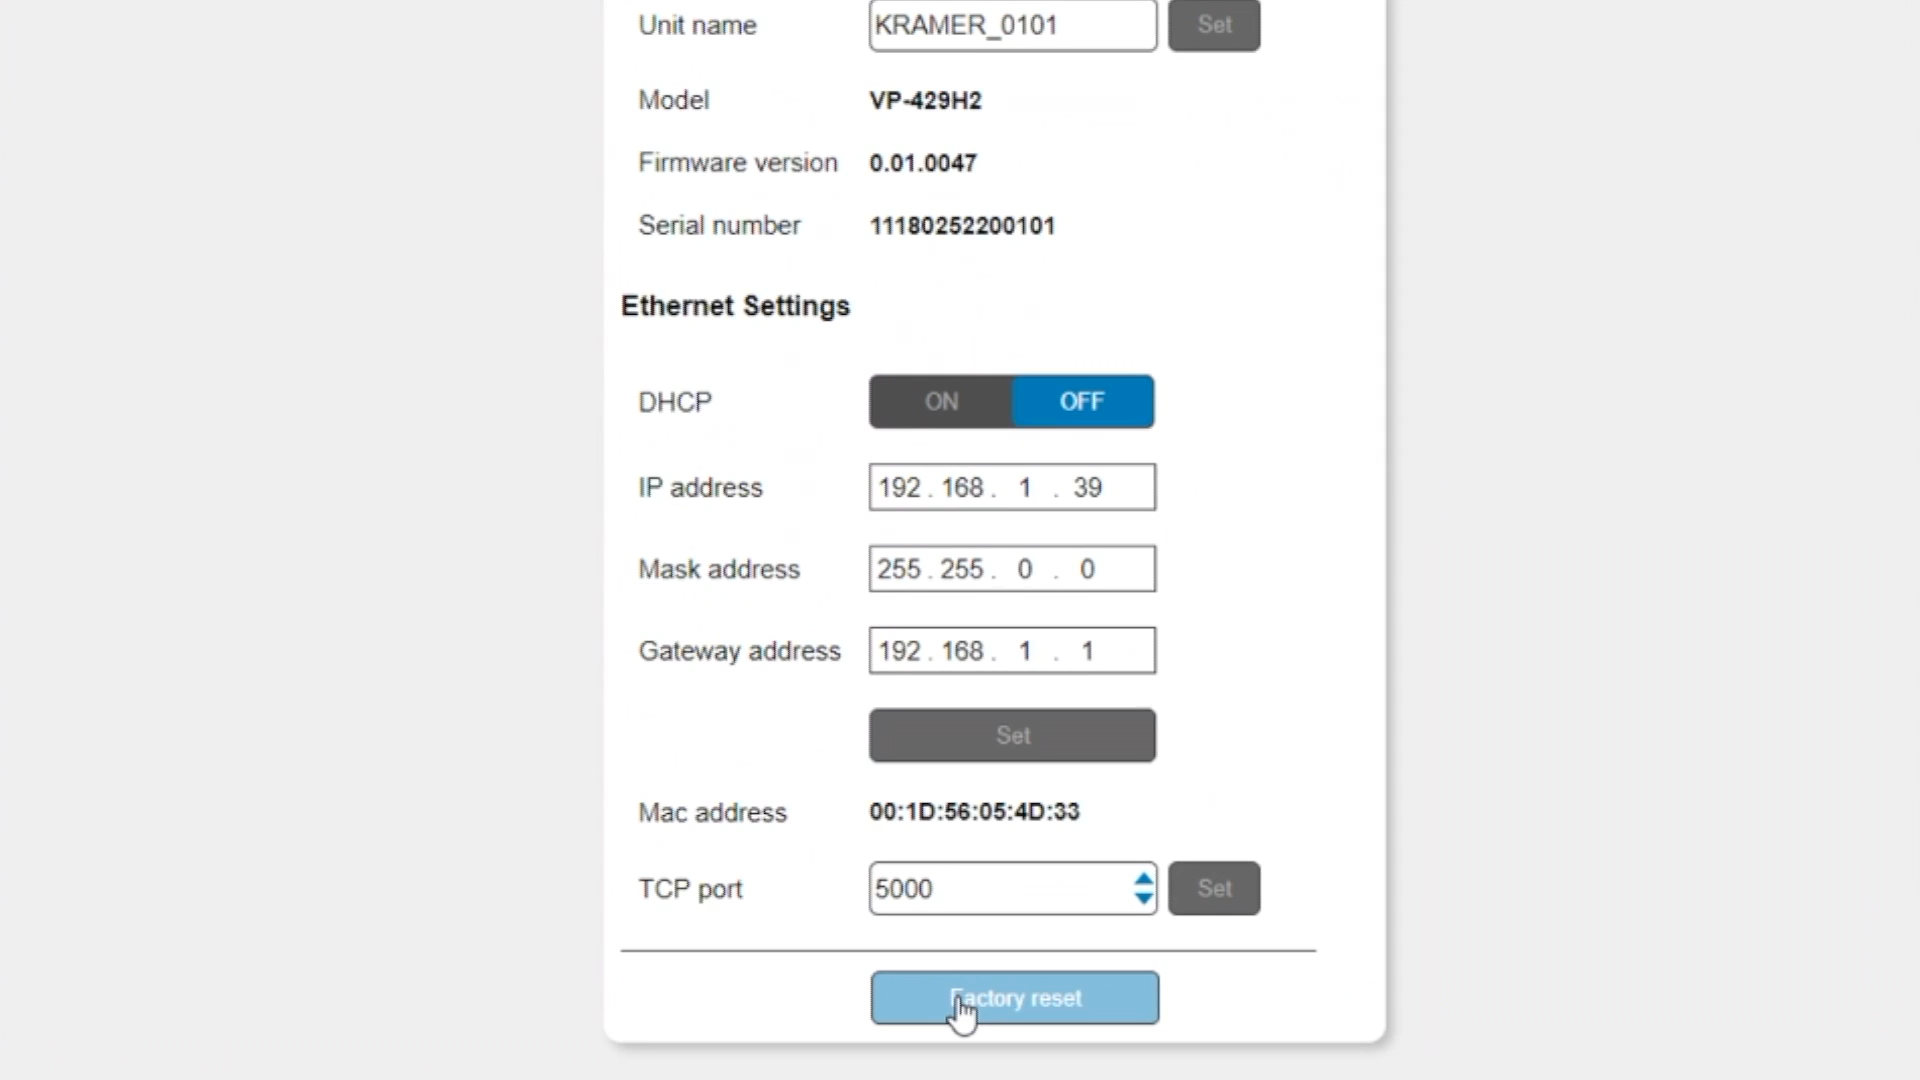 Unit name KRAMER_0101 Set
Model VP-429H2
Firmware version 0.01.0047
Serial number 11180252200101
Ethernet Settings
DHCP ON OFF
IP address 192 . 168 . 1 . 39
Mask address 255 . 255 . 0 . 0
Gateway address 192 . 168 . 1 . 1
Set
Mac address 00:1D:56:05:4D:33
TCP port 5000 Set
Factory reset